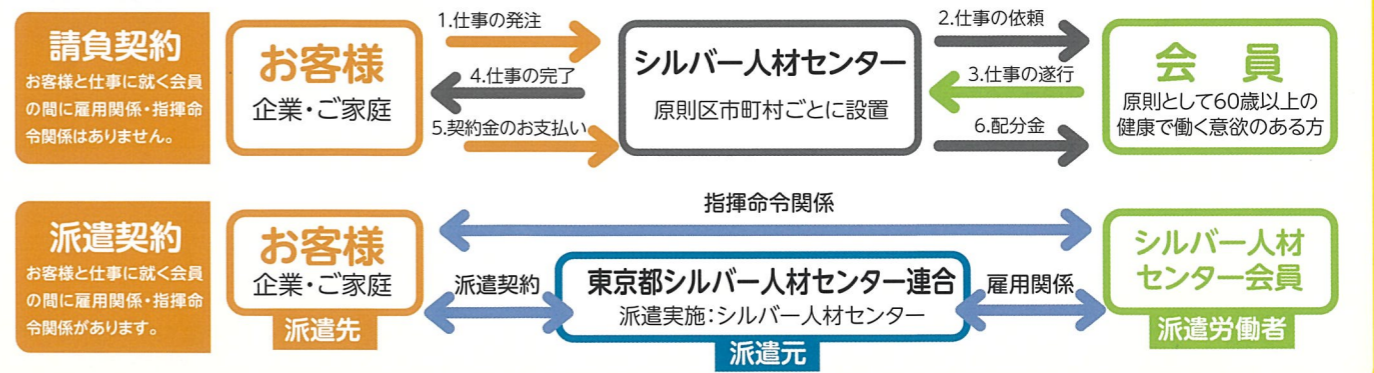 請負契約
お客様と仕事に就く会員
の間に雇用関係・指揮命
令関係はありません。
お客様
企業・ご家庭
1.仕事の発注
4.仕事の完了
5.契約金のお支払い
シルバー人材センター
原則区市町村ごとに設置
2.仕事の依頼
3.仕事の遂行
6.配分金
会 員
原則として60歳以上の
健康で働く意欲のある方
派遣契約
お客様と仕事に就く会員
の間に雇用関係・指揮命
令関係があります。
お客様
企業・ご家庭
派遣先
指揮命令関係
派遣契約
東京都シルバー人材センター連合
派遣実施:シルバー人材センター
派遣元
雇用関係
シルバー人材
センター会員
派遣労働者